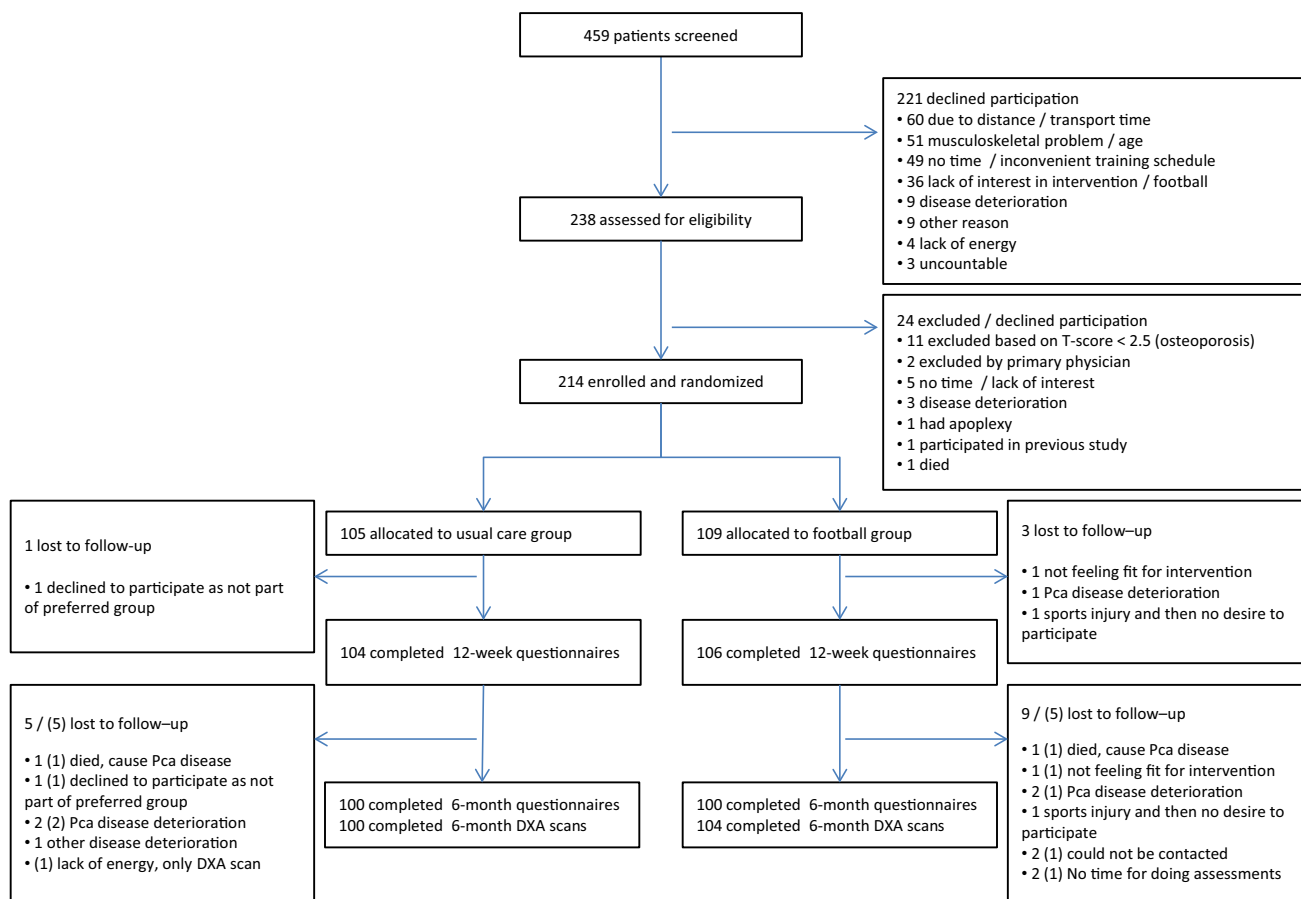 459 patients screened
221 declined participation
• 60 due to distance / transport time
• 51 musculoskeletal problem / age
• 49 no time / inconvenient training schedule
• 36 lack of interest in intervention / football
• 9 disease deterioration
• 9 other reason
• 4 lack of energy
• 3 uncountable
238 assessed for eligibility
24 excluded / declined participation
• 11 excluded based on T-score < 2.5 (osteoporosis)
• 2 excluded by primary physician
• 5 no time / lack of interest
• 3 disease deterioration
• 1 had apoplexy
• 1 participated in previous study
• 1 died
214 enrolled and randomized
105 allocated to usual care group
109 allocated to football group
1 lost to follow-up
• 1 declined to participate as not part
of preferred group
3 lost to follow–up
• 1 not feeling fit for intervention
• 1 Pca disease deterioration
• 1 sports injury and then no desire to
participate
104 completed 12-week questionnaires
106 completed 12-week questionnaires
5 / (5) lost to follow–up
• 1 (1) died, cause Pca disease
• 1 (1) declined to participate as not
part of preferred group
• 2 (2) Pca disease deterioration
• 1 other disease deterioration
• (1) lack of energy, only DXA scan
9 / (5) lost to follow–up
• 1 (1) died, cause Pca disease
• 1 (1) not feeling fit for intervention
• 2 (1) Pca disease deterioration
• 1 sports injury and then no desire to
participate
• 2 (1) could not be contacted
• 2 (1) No time for doing assessments
100 completed 6-month questionnaires
100 completed 6-month DXA scans
100 completed 6-month questionnaires
104 completed 6-month DXA scans